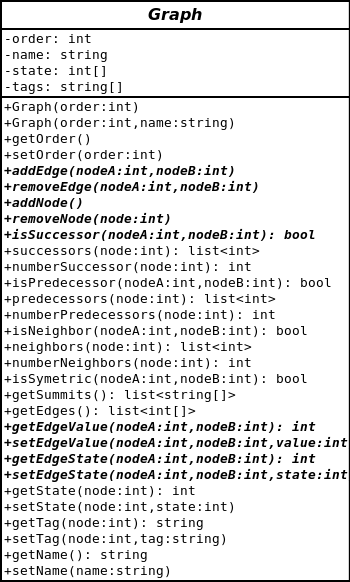 Graph
-order: int
-name: string
-state: int[]
-tags: string[]
+Graph(order:int)
+Graph(order:int,name:string)
+getOrder()
+setOrder(order:int)
+addEdge(nodeA:int,nodeB:int)
+removeEdge(nodeA:int,nodeB:int)
+addNode()
+removeNode(node:int)
+isSuccessor(nodeA:int,nodeB:int): bool
+successors(node:int): list<int>
+numberSuccessor(node:int): int
+isPredecessor(nodeA:int,nodeB:int): bool
+predecessors(node:int): list<int>
+numberPredecessors(node:int): int
+isNeighbor(nodeA:int,nodeB:int): bool
+neighbors(node:int): list<int>
+numberNeighbors(node:int): int
+isSymetric(nodeA:int,nodeB:int): bool
+getSummits(): list<string[]>
+getEdges(): list<int[]>
+getEdgeValue(nodeA:int,nodeB:int): int
+setEdgeValue(nodeA:int,nodeB:int,value:int
+getEdgeState(nodeA:int,nodeB:int): int
+setEdgeState(nodeA:int,nodeB:int,state:int
+getState(node:int): int
+setState(node:int,state:int)
+getTag(node:int): string
+setTag(node:int,tag:string)
+getName(): string
+setName(name:string)